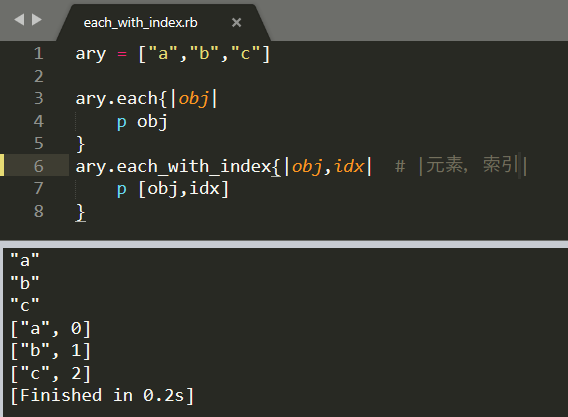 each_with_index.rb
1 ary = ["a","b","c"]
2
3 ary.each{|obj|
4 p obj
5 }
6 ary.each_with_index{|obj,idx| # |元素, 索引|
7 p [obj,idx]
8 }
"a"
"b"
"c"
["a", 0]
["b", 1]
["c", 2]
[Finished in 0.2s]